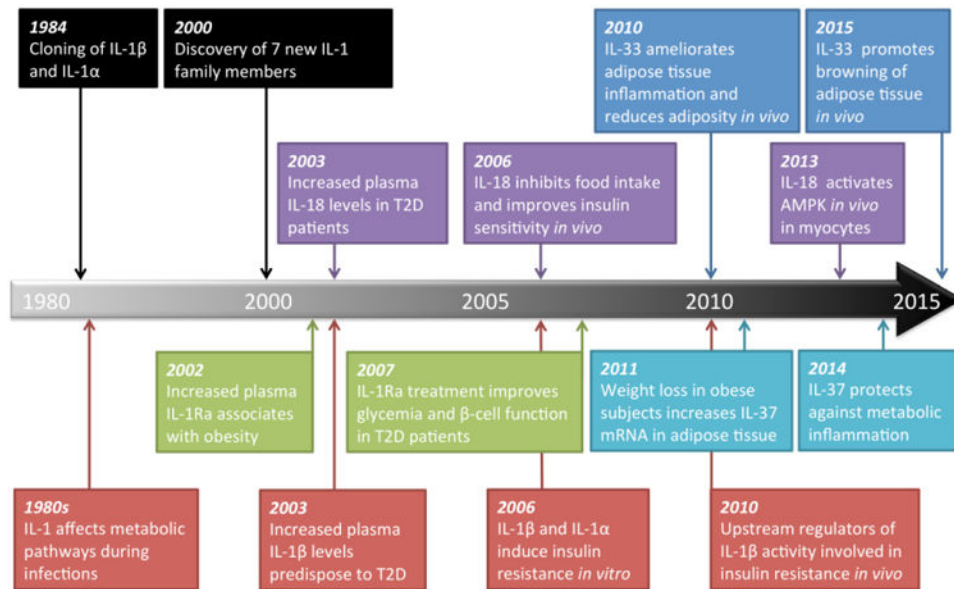 1984
Cloning of IL-1β
and IL-1α
2000
Discovery of 7 new IL-1
family members
2010
IL-33 ameliorates
adipose tissue
inflammation and
reduces adiposity in vivo
2015
IL-33 promotes
browning of
adipose tissue
in vivo
2003
Increased plasma
IL-18 levels in T2D
patients
2006
IL-18 inhibits food intake
and improves insulin
sensitivity in vivo
2013
IL-18 activates
AMPK in vivo
in myocytes
1980 2000 2005 2010 2015
2002
Increased plasma
IL-1Ra associates
with obesity
2007
IL-1Ra treatment improves
glycemia and β-cell function
in T2D patients
2011
Weight loss in obese
subjects increases IL-37
mRNA in adipose tissue
2014
IL-37 protects
against metabolic
inflammation
1980s
IL-1 affects metabolic
pathways during
infections
2003
Increased plasma
IL-1β levels
predispose to T2D
2006
IL-1β and IL-1α
induce insulin
resistance in vitro
2010
Upstream regulators of
IL-1β activity involved in
insulin resistance in vivo